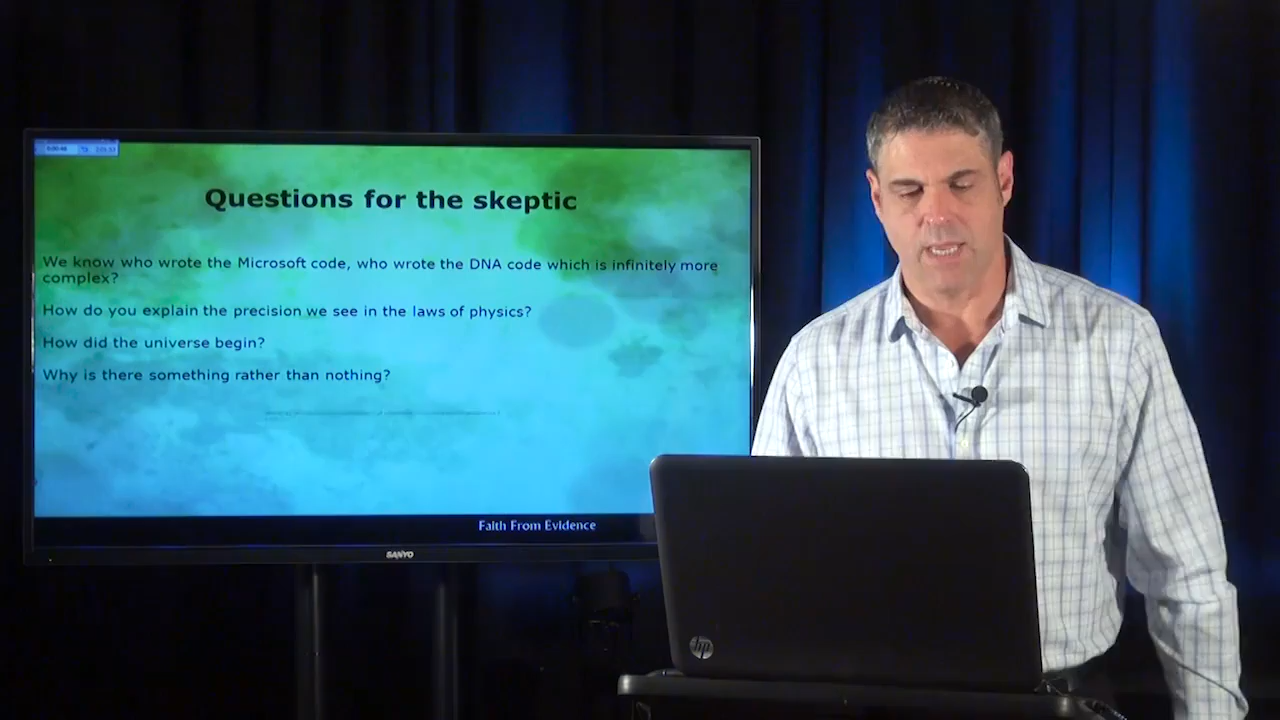 Questions for the skeptic
We know who wrote the Microsoft code, who wrote the DNA code which is infinitely more
complex?
How do you explain the precision we see in the laws of physics?
How did the universe begin?
Why is there something rather than nothing?
Faith From Evidence
SANYO
hp